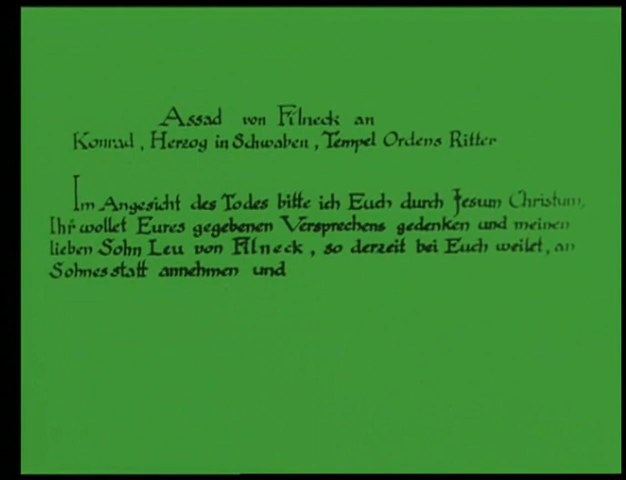 Assad von Filneck an
Konrad, Herzog in Schwaben, Tempel Ordens Ritter
Im Angesicht des Todes bitte ich Euch durch Jesum Christum,
Ihr wollet Eures gegebenen Versprechens gedenken und meinen
lieben Sohn Leu von Filneck, so derzeit bei Euch weilet, an
Sohnesstatt annehmen und